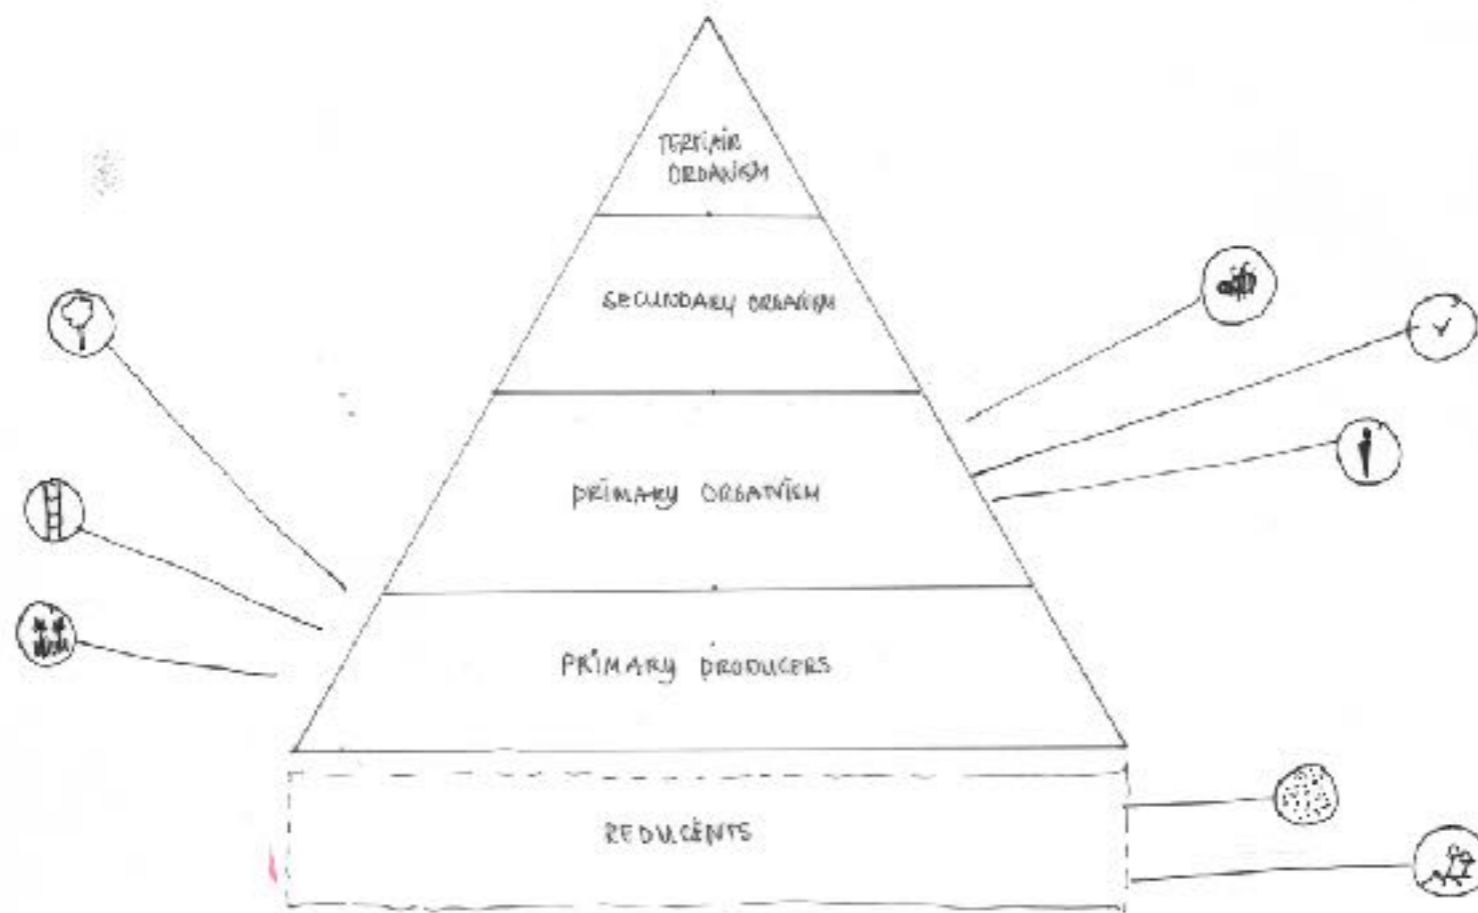 TERTIAIR
ORGANISM
SECUNDARY ORGANISM
PRIMARY ORGANISM
PRIMARY PRODUCERS
REDUCENTS